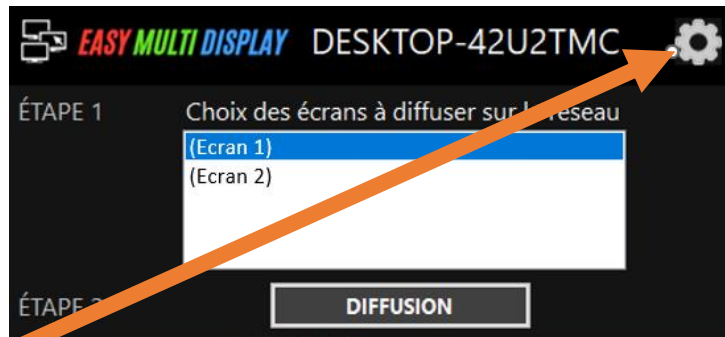 EASY MULTI DISPLAY DESKTOP-42U2TMC
ÉTAPE 1 Choix des écrans à diffuser sur le réseau
(Ecran 1)
(Ecran 2)
ÉTAPE DIFFUSION